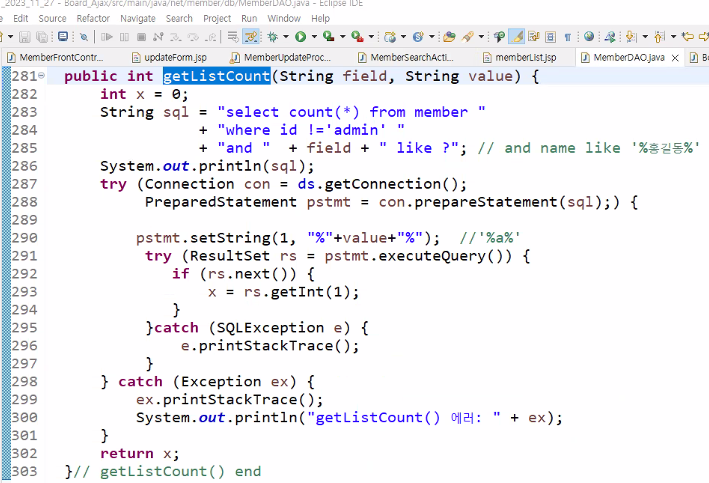 _2023_11_27 - Board_Ajax/src/main/java/net/member/db/MemberDAO.java - Eclipse IDE
Edit Source Refactor Navigate Search Project Run Window Help
MemberFrontContr... updateForm.jsp MemberUpdateProc... MemberSearchActi... memberList.jsp MemberDAO.java
281 public int getListCount(String field, String value) {
282 int x = 0;
283 String sql = "select count(*) from member "
284 + "where id !='admin' "
285 + "and " + field + " like ?"; // and name like '%홍길동%'
286 System.out.println(sql);
287 try (Connection con = ds.getConnection();
288 PreparedStatement pstmt = con.prepareStatement(sql);) {
289
290 pstmt.setString(1, "%"+value+"%"); //'%a%'
291 try (ResultSet rs = pstmt.executeQuery()) {
292 if (rs.next()) {
293 x = rs.getInt(1);
294 }
295 }catch (SQLException e) {
296 e.printStackTrace();
297 }
298 } catch (Exception ex) {
299 ex.printStackTrace();
300 System.out.println("getListCount() 에러: " + ex);
301 }
302 return x;
303 }// getListCount() end